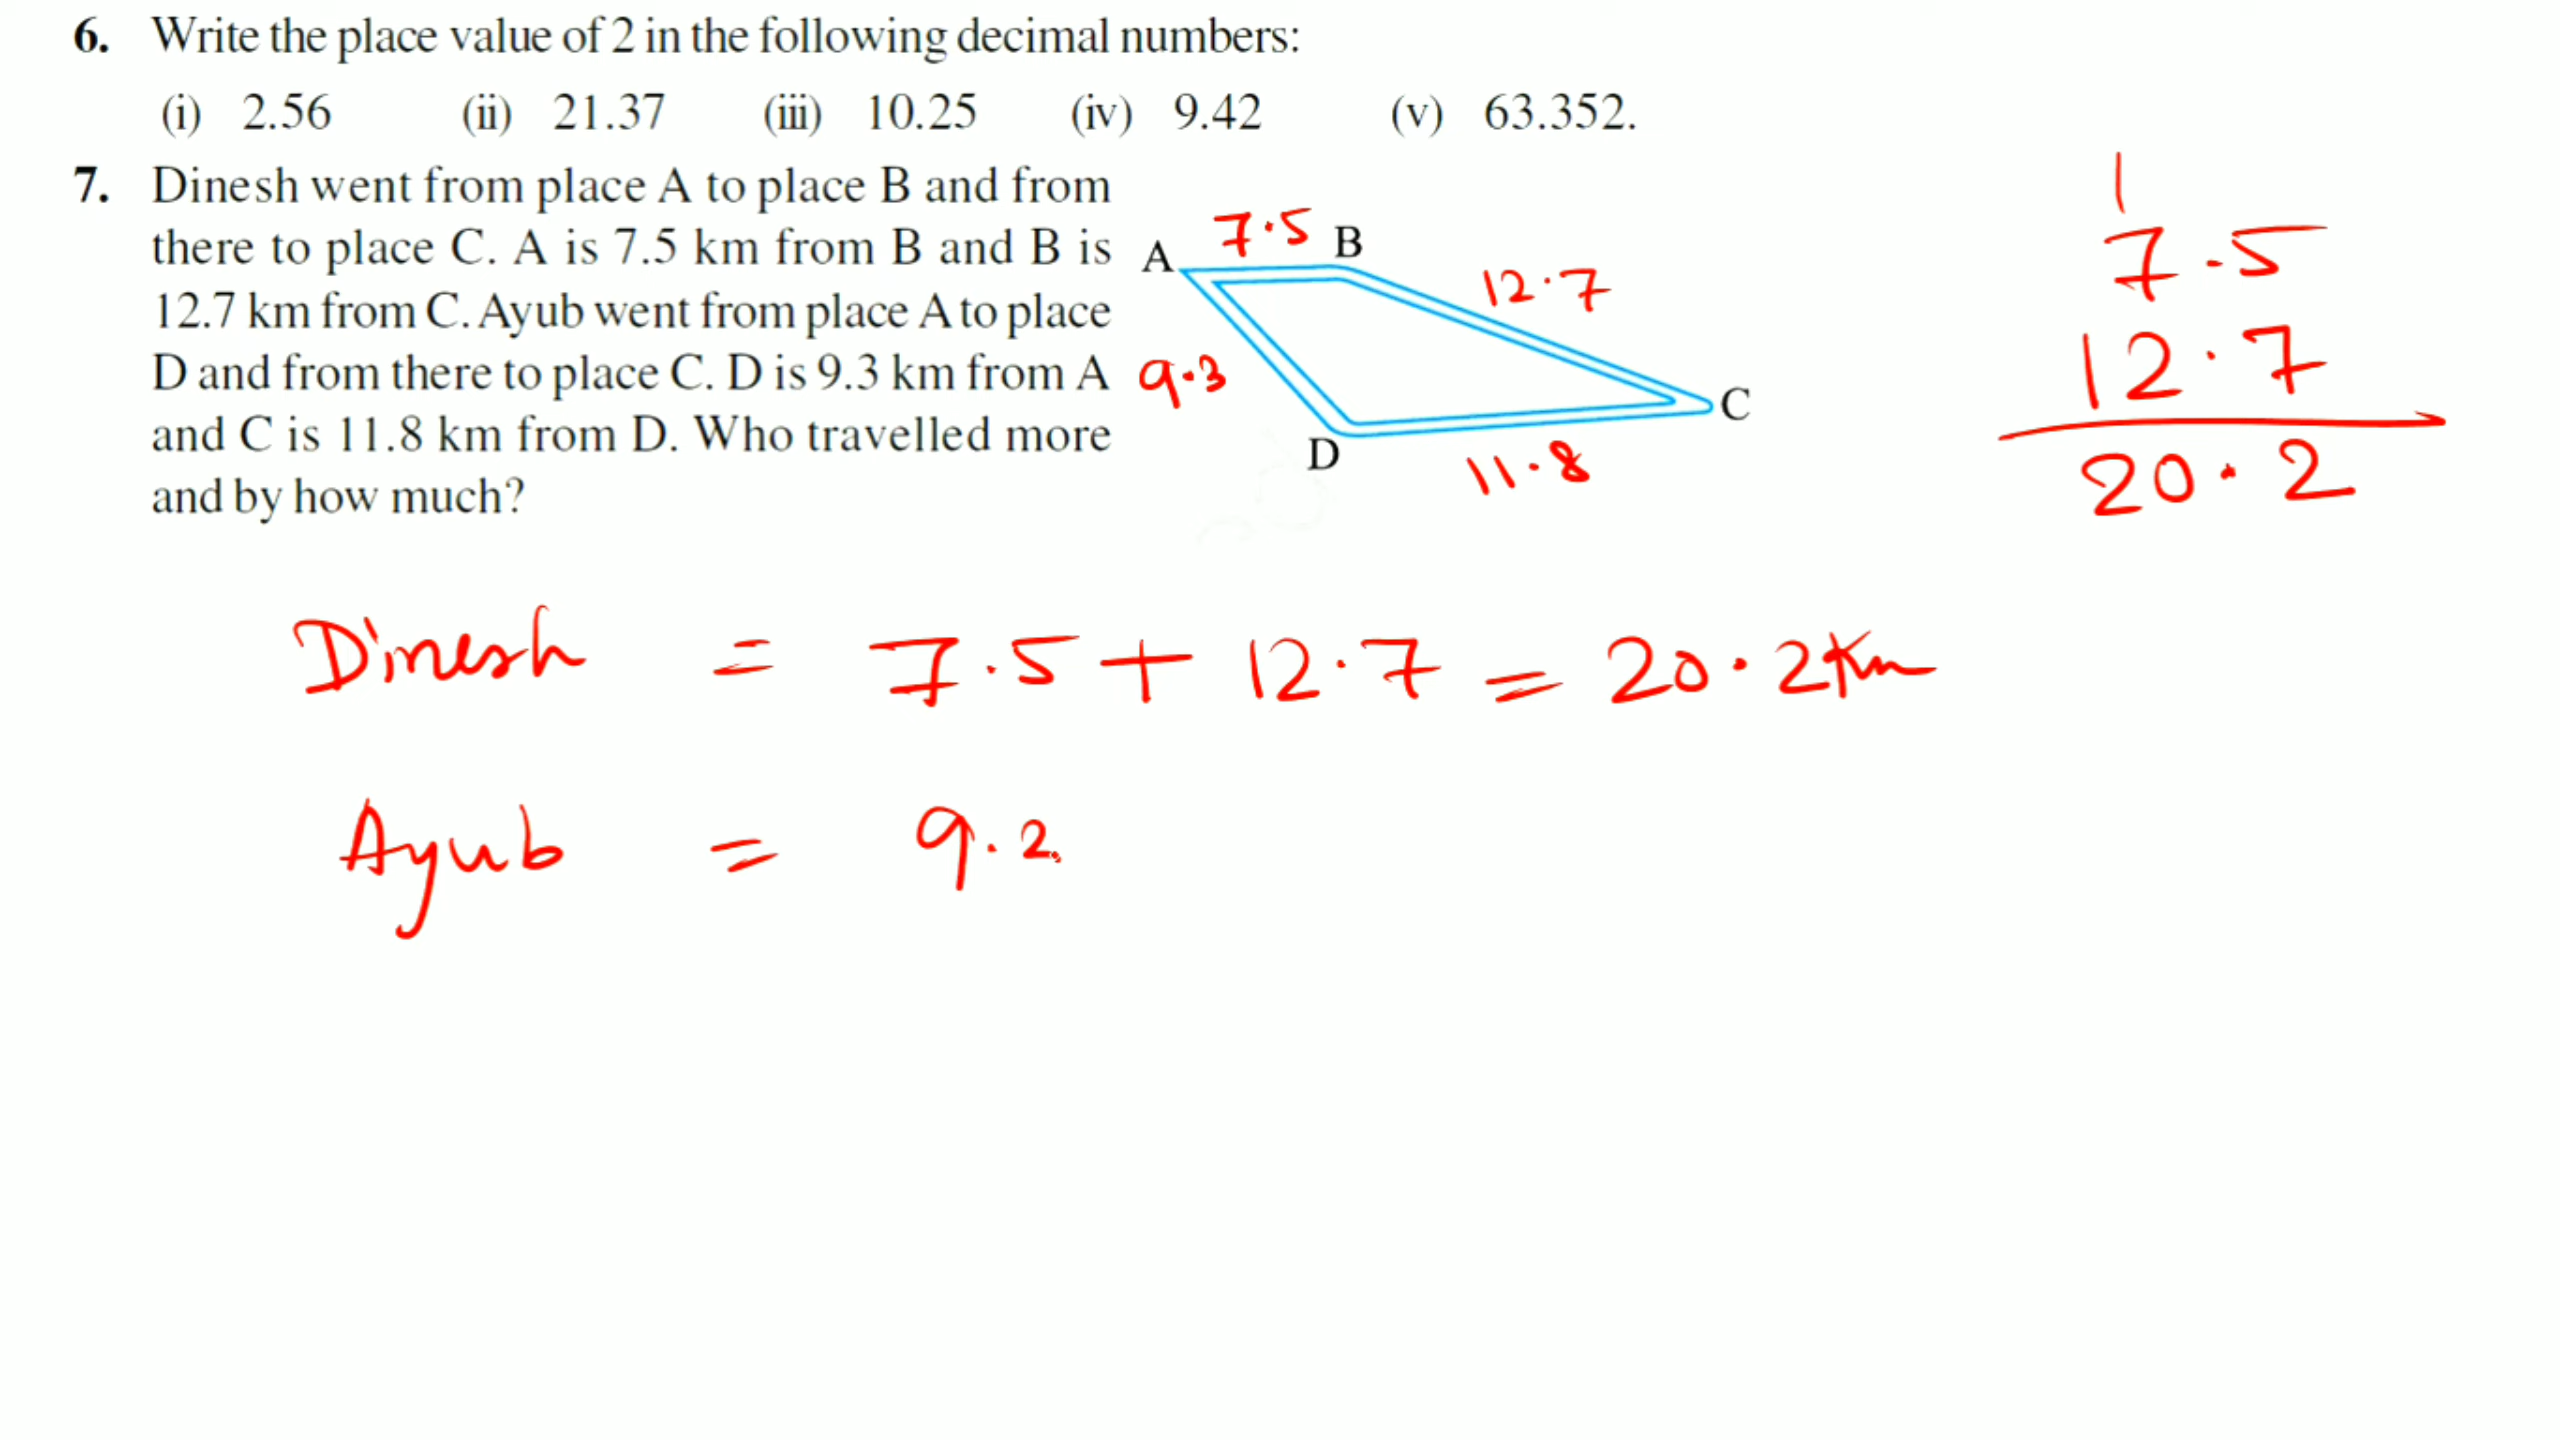 6. Write the place value of 2 in the following decimal numbers:
(i) 2.56 (ii) 21.37 (iii) 10.25 (iv) 9.42 (v) 63.352.
7. Dinesh went from place A to place B and from
there to place C. A is 7.5 km from B and B is
12.7 km from C. Ayub went from place A to place
D and from there to place C. D is 9.3 km from A
and C is 11.8 km from D. Who travelled more
and by how much?
A 7.5 B
12.7
9.3
C
D
11.8
1
7.5
12.7
20.2
Dinesh = 7.5 + 12.7 = 20.2 Km
Ayub = 9.2